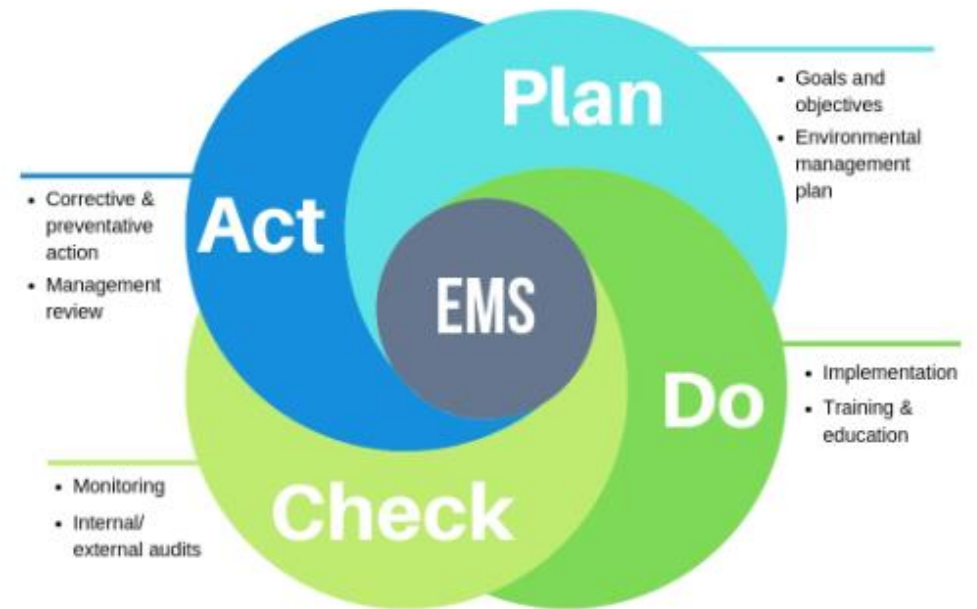 Plan
• Goals and
objectives
• Environmental
management
plan
Act
• Corrective &
preventative
action
• Management
review
EMS
Do
• Implementation
• Training &
education
Check
• Monitoring
• Internal/
external audits